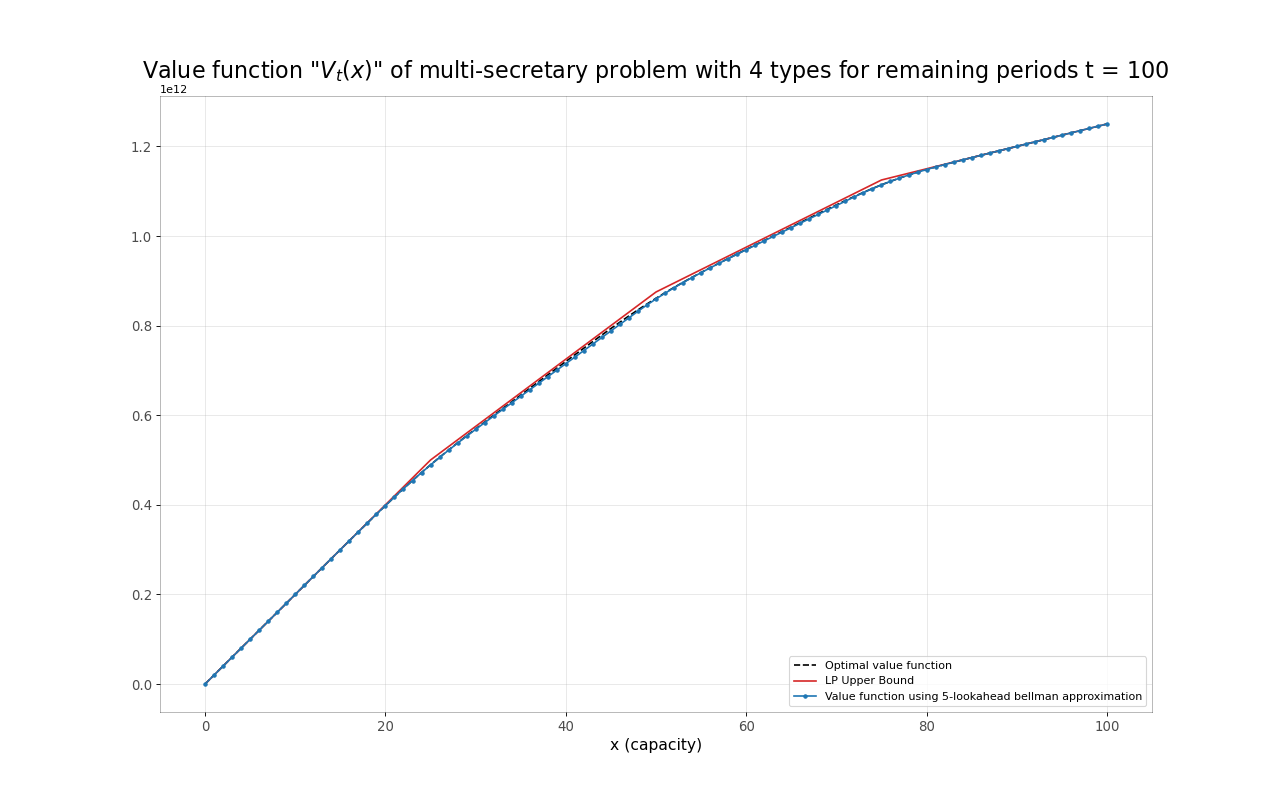 Value function "V_t(x)" of multi-secretary problem with 4 types for remaining periods t = 100
1e12
1.2
1.0
0.8
0.6
0.4
0.2
0.0
Optimal value function
LP Upper Bound
Value function using 5-lookahead bellman approximation
0 20 40 60 80 100
x (capacity)